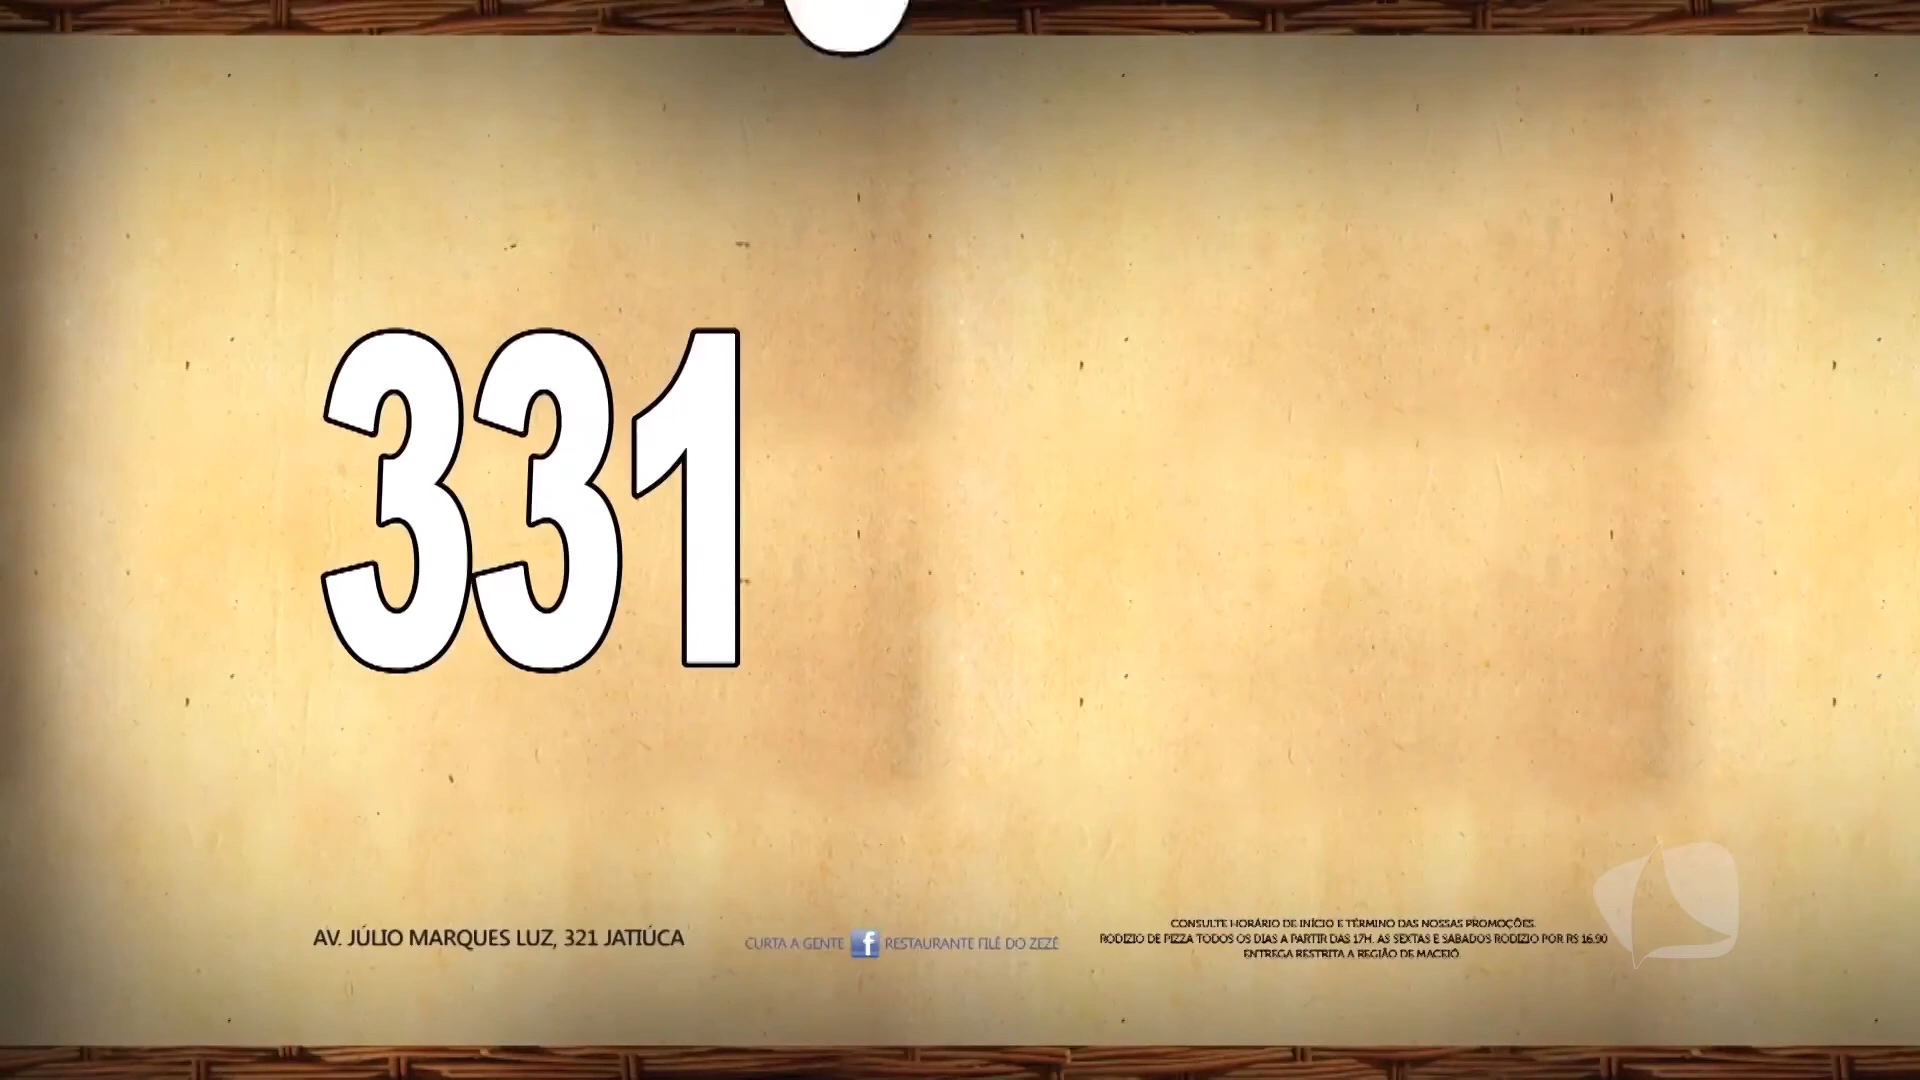 331
AV. JÚLIO MARQUES LUZ, 321 JATIÚCA
CURTA A GENTE f RESTAURANTE FILÉ DO ZEZÉ
CONSULTE HORÁRIO DE INÍCIO E TÉRMINO DAS NOSSAS PROMOÇÕES.
RODIZIO DE PIZZA TODOS OS DIAS A PARTIR DAS 17H. AS SEXTAS E SABADOS RODIZIO POR R$ 16.90
ENTREGA RESTRITA A REGIÃO DE MACEIÓ